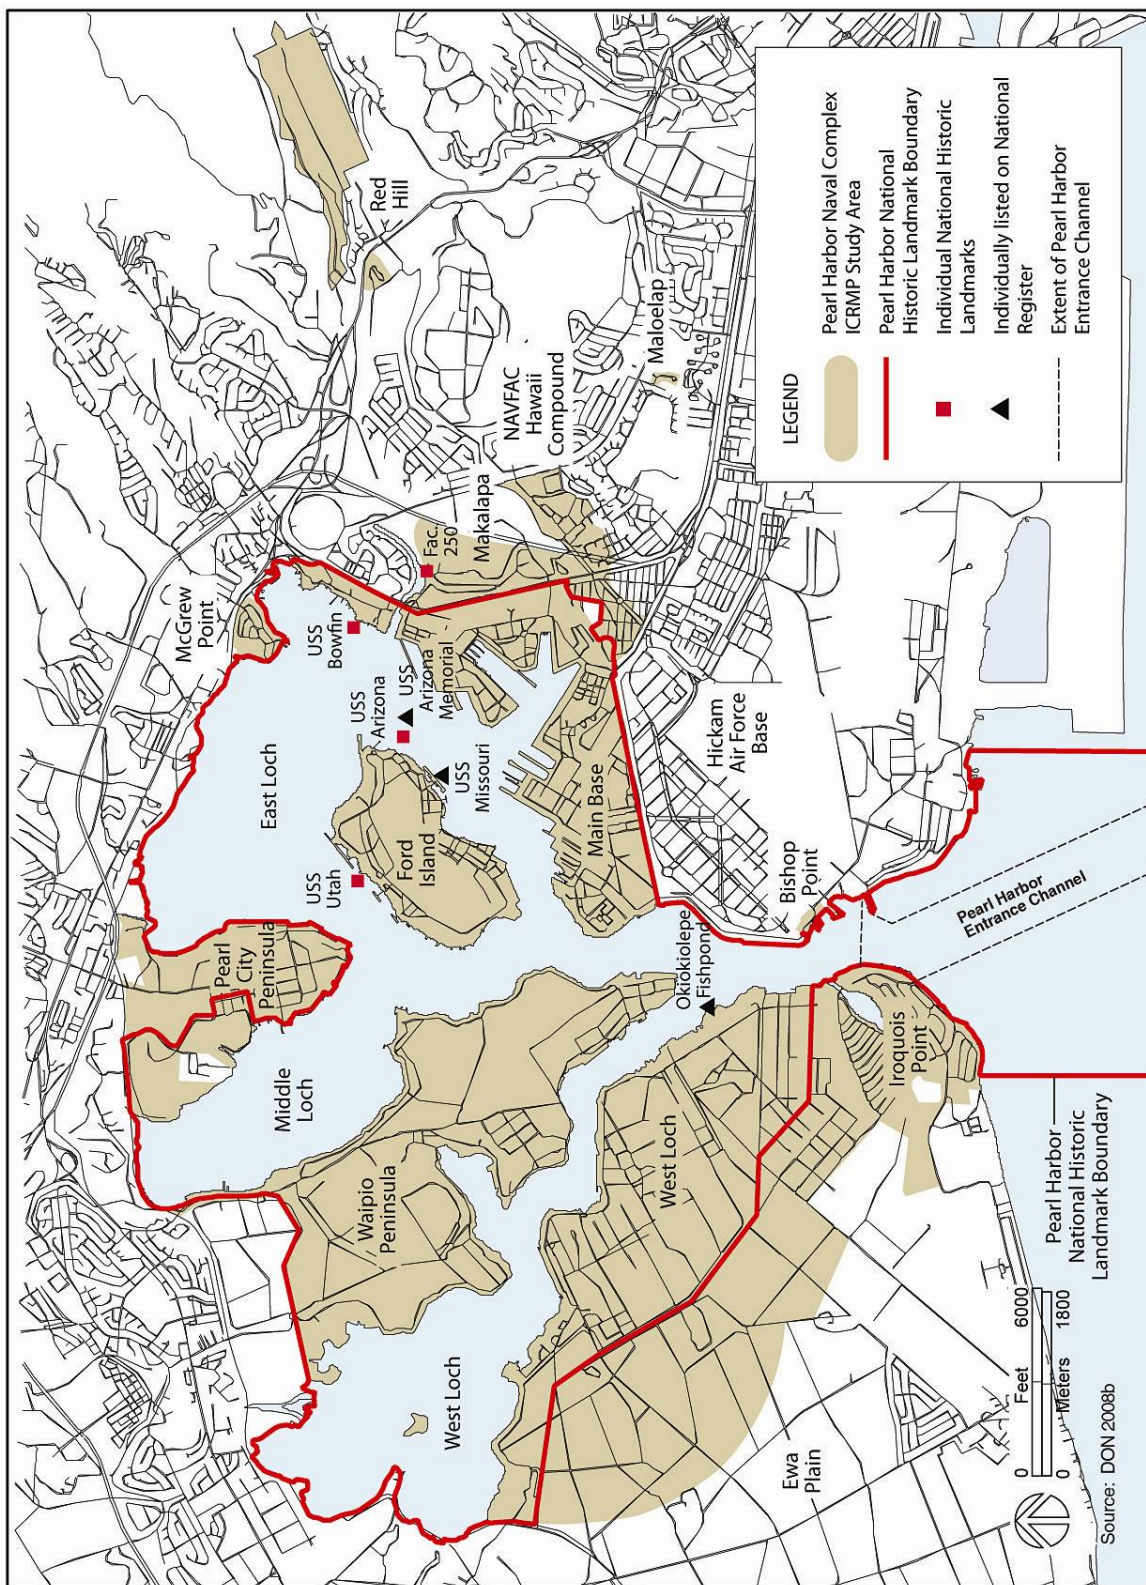 McGrew
Point
Red
Hill
East Loch
USS
Bowfin
USS
Arizona
USS
Arizona
Memorial
Fac.
250
Makalapa
NAVFAC
Hawaii
Compound
Maloelap
USS
Missouri
USS
Utah
Ford
Island
Pearl
City
Peninsula
Middle
Loch
Main Base
Hickam
Air Force
Base
Bishop
Point
Okiokiolepe
Fishpond
Waipio
Peninsula
West Loch
West Loch
Iroquois
Point
Pearl Harbor
Entrance Channel
Ewa
Plain
Pearl Harbor
National Historic
Landmark Boundary
LEGEND
Pearl Harbor Naval Complex
ICRMP Study Area
Pearl Harbor National
Historic Landmark Boundary
Individual National Historic
Landmarks
Individually listed on National
Register
Extent of Pearl Harbor
Entrance Channel
0 Feet 6000
0 Meters 1800
Source: DON 2008b